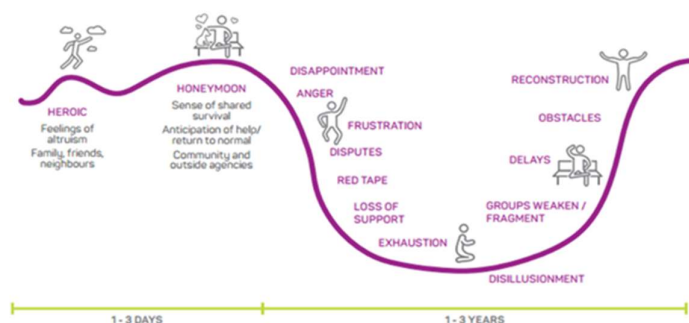 HEROIC
Feelings of
altruism
Family, friends,
neighbours
HONEYMOON
Sense of shared
survival
Anticipation of help/
return to normal
Community and
outside agencies
DISAPPOINTMENT
ANGER
FRUSTRATION
DISPUTES
RED TAPE
LOSS OF
SUPPORT
EXHAUSTION
DISILLUSIONMENT
GROUPS WEAKEN /
FRAGMENT
DELAYS
OBSTACLES
RECONSTRUCTION
1 - 3 DAYS
1 - 3 YEARS